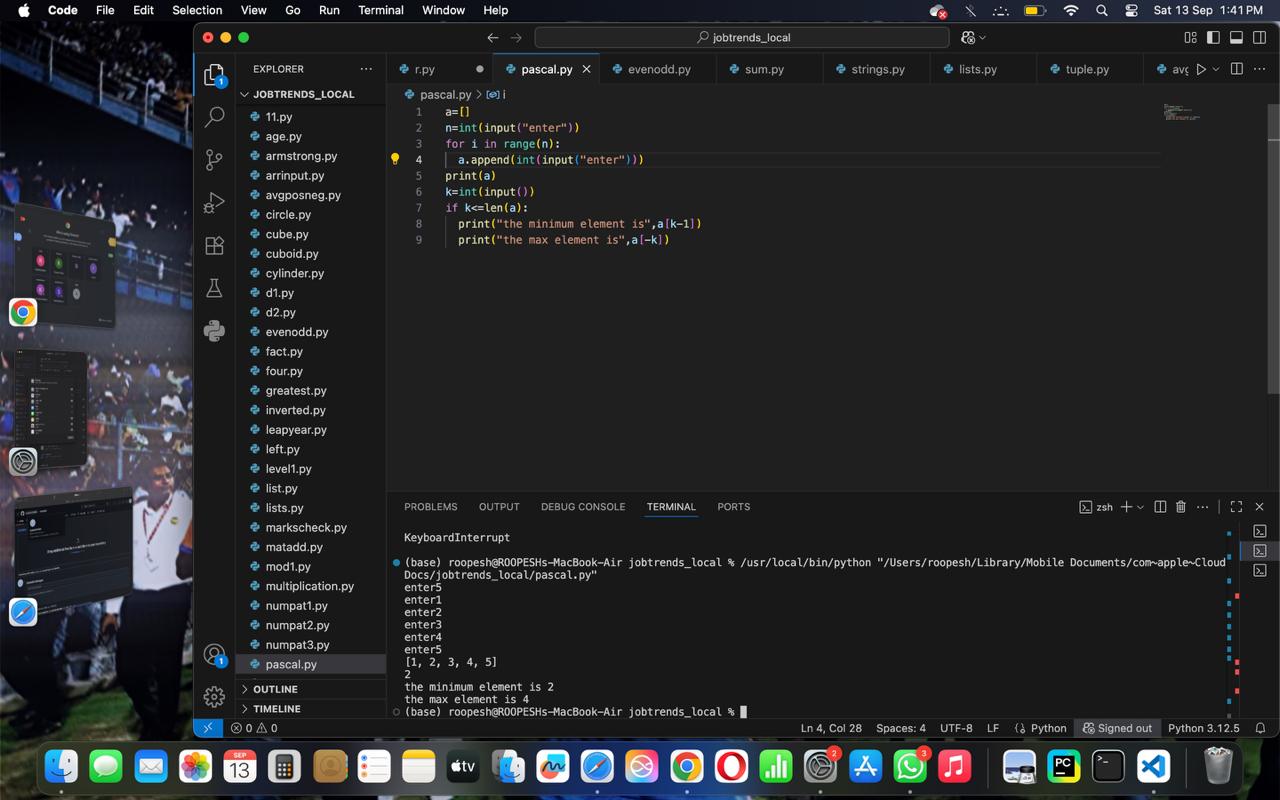 Code File Edit Selection View Go Run Terminal Window Help Sat 13 Sep 1:41 PM
jobtrends_local
EXPLORER
r.py pascal.py evenodd.py sum.py strings.py lists.py tuple.py avg
JOBTRENDS_LOCAL
pascal.py > i
11.py
age.py
armstrong.py
arrinput.py
avgposneg.py
circle.py
cube.py
cuboid.py
cylinder.py
d1.py
d2.py
evenodd.py
fact.py
four.py
greatest.py
inverted.py
leapyear.py
left.py
level1.py
list.py
lists.py
markscheck.py
matadd.py
mod1.py
multiplication.py
numpat1.py
numpat2.py
numpat3.py
pascal.py
OUTLINE
TIMELINE
1 a=[]
2 n=int(input("enter"))
3 for i in range(n):
4 a.append(int(input("enter")))
5 print(a)
6 k=int(input())
7 if k<=len(a):
8 print("the minimum element is",a[k-1])
9 print("the max element is",a[-k])
PROBLEMS OUTPUT DEBUG CONSOLE TERMINAL PORTS zsh
KeyboardInterrupt
(base) roopesh@ROOPESHs-MacBook-Air jobtrends_local % /usr/local/bin/python "/Users/roopesh/Library/Mobile Documents/com~apple~Cloud
Docs/jobtrends_local/pascal.py"
enter5
enter1
enter2
enter3
enter4
enter5
[1, 2, 3, 4, 5]
2
the minimum element is 2
the max element is 4
(base) roopesh@ROOPESHs-MacBook-Air jobtrends_local %
1
1
0 0 Ln 4, Col 28 Spaces: 4 UTF-8 LF Python Signed out Python 3.12.5
SEP
13
tv
2
3
PC